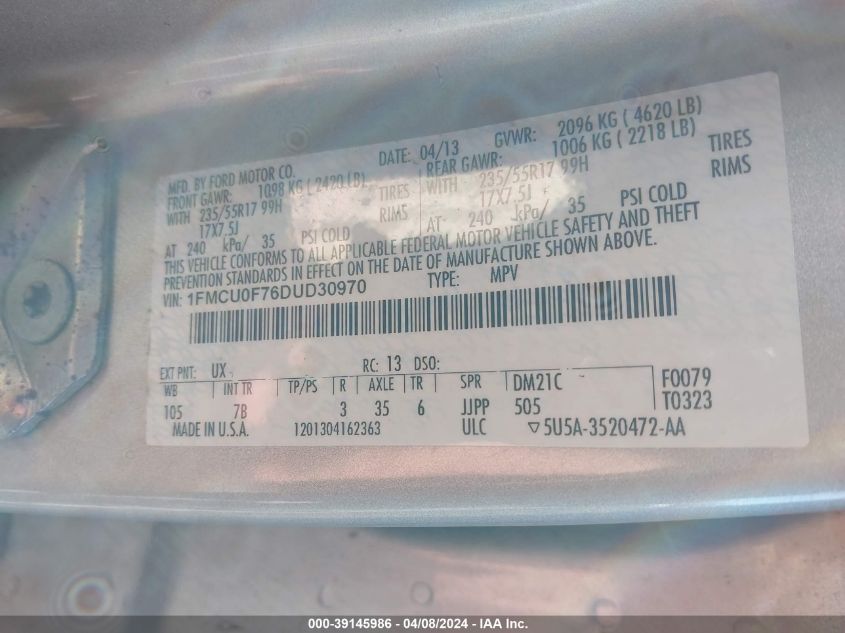 MFD. BY FORD MOTOR CO. DATE: 04/13 GVWR: 2096 KG ( 4620 LB)
FRONT GAWR: 1098 KG ( 2420 LB) REAR GAWR: 1006 KG ( 2218 LB)
WITH 235/55R17 99H TIRES WITH 235/55R17 99H TIRES
17X7.5J RIMS 17X7.5J RIMS
AT 240 kPa/ 35 PSI COLD AT 240 kPa/ 35 PSI COLD
THIS VEHICLE CONFORMS TO ALL APPLICABLE FEDERAL MOTOR VEHICLE SAFETY AND THEFT
PREVENTION STANDARDS IN EFFECT ON THE DATE OF MANUFACTURE SHOWN ABOVE.
VIN: 1FMCU0F76DUD30970 TYPE: MPV
EXT PNT: UX RC: 13 DSO:
WB INT TR TP/PS R AXLE TR SPR DM21C F0079
105 7B 3 35 6 JJPP 505 T0323
MADE IN U.S.A. 1201304162363 ULC ▽5U5A-3520472-AA
000-39145986 - 04/08/2024 - IAA Inc.